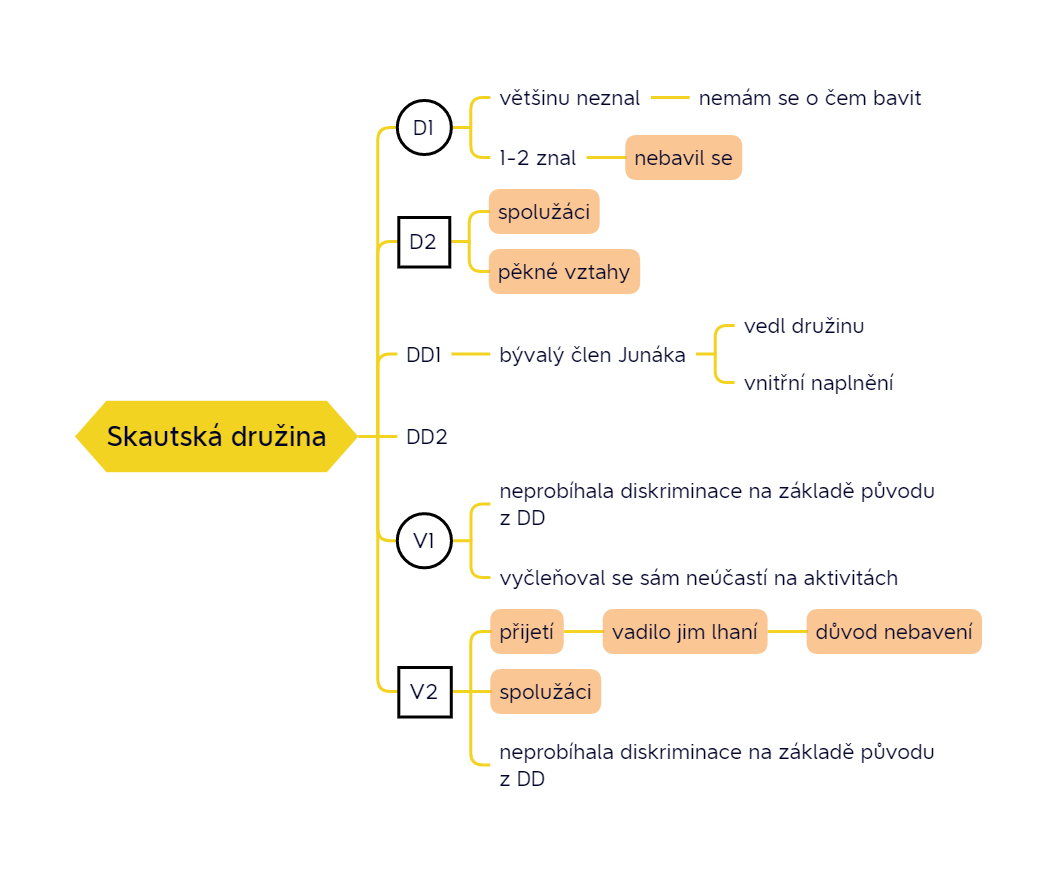 Skautská družina
D1
většinu neznal
nemám se o čem bavit
1-2 znal
nebavil se
D2
spolužáci
pěkné vztahy
DD1
bývalý člen Junáka
vedl družinu
vnitřní naplnění
DD2
V1
neprobíhala diskriminace na základě původu
z DD
vyčleňoval se sám neúčastí na aktivitách
V2
přijetí
vadilo jim lhaní
důvod nebavení
spolužáci
neprobíhala diskriminace na základě původu
z DD